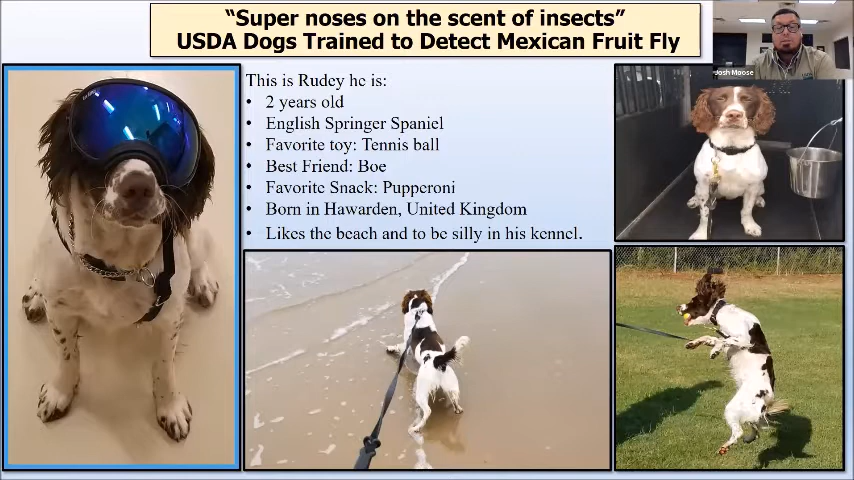 “Super noses on the scent of insects”
USDA Dogs Trained to Detect Mexican Fruit Fly
Josh Moose
This is Rudey he is:
• 2 years old
• English Springer Spaniel
• Favorite toy: Tennis ball
• Best Friend: Boe
• Favorite Snack: Pupperoni
• Born in Hawarden, United Kingdom
• Likes the beach and to be silly in his kennel.